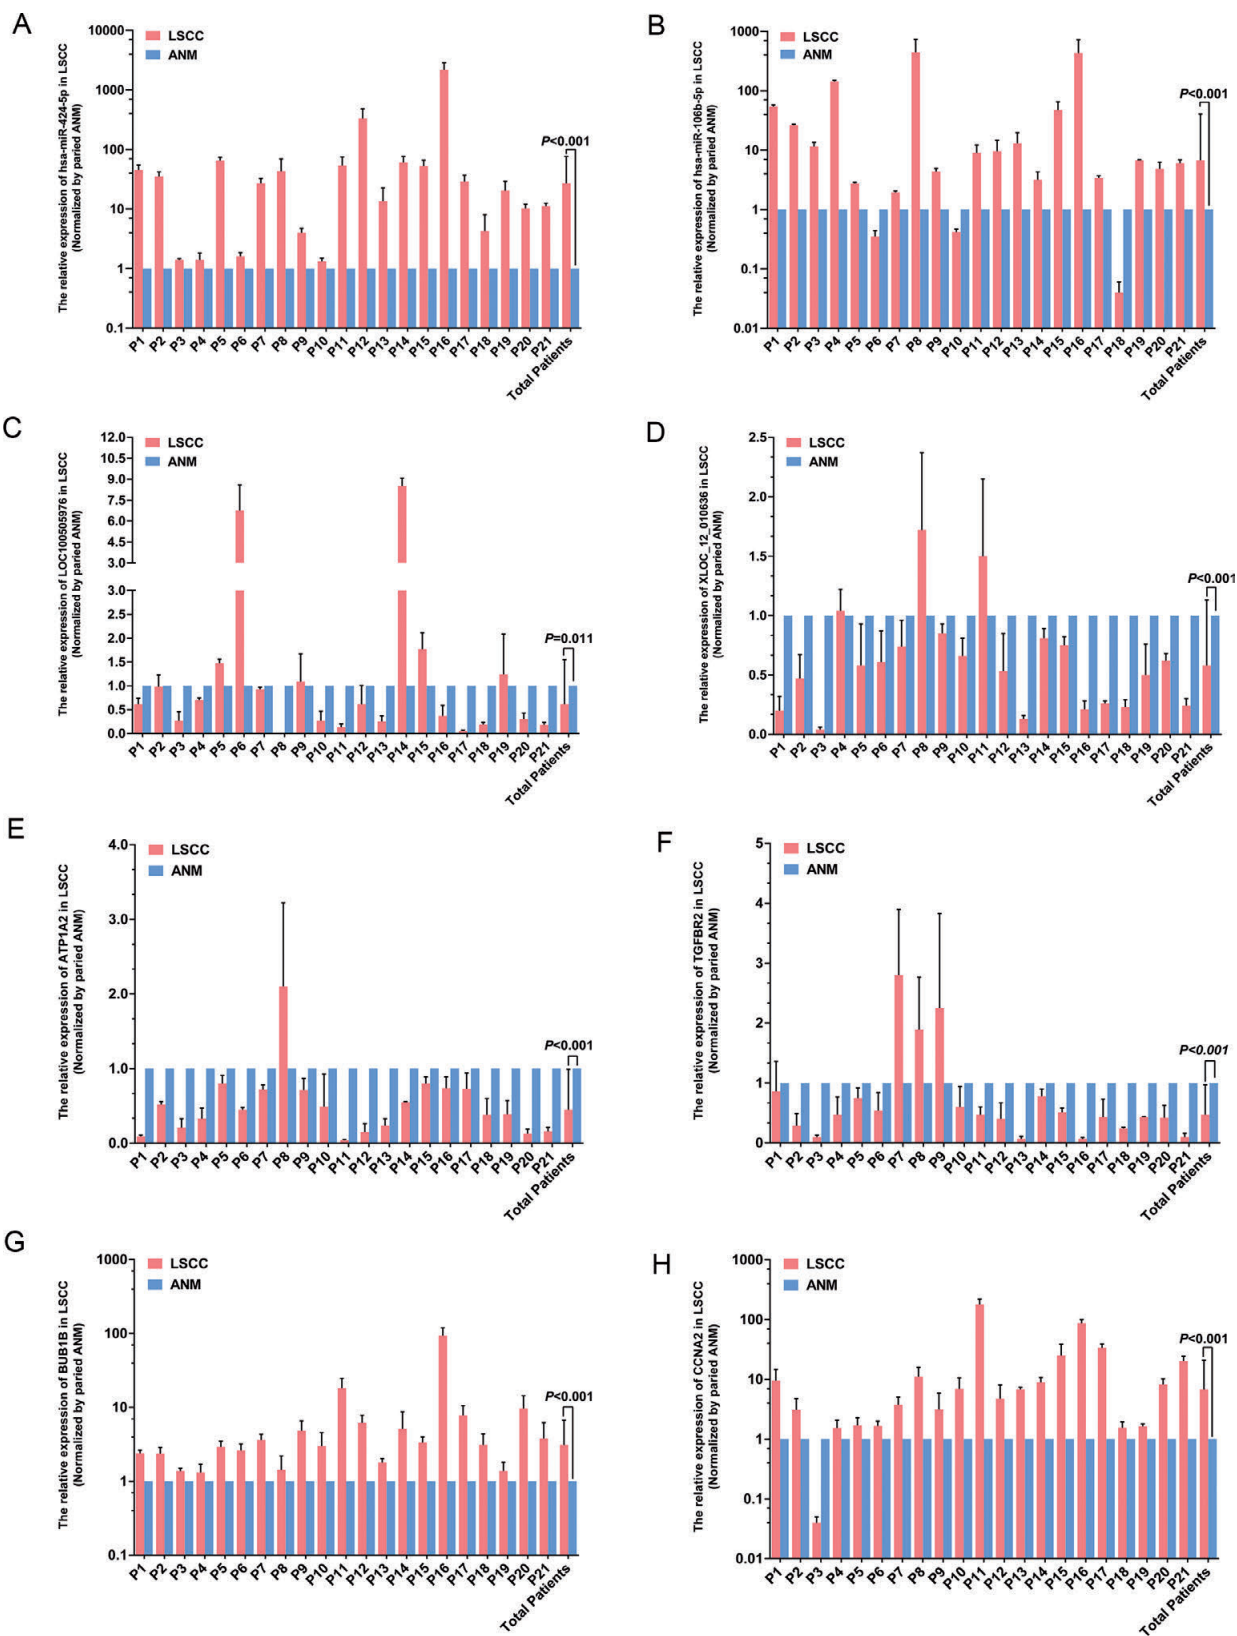 A
The relative expression of hsa-miR-424-5p in LSCC
(Normalized by paried ANM)
10000
1000
100
10
1
0.1
LSCC
ANM
P<0.001
P1 P2 P3 P4 P5 P6 P7 P8 P9 P10 P11 P12 P13 P14 P15 P16 P17 P18 P19 P20 P21 Total Patients
B
The relative expression of hsa-miR-106b-5p in LSCC
(Normalized by paried ANM)
1000
100
10
1
0.1
0.01
LSCC
ANM
P<0.001
P1 P2 P3 P4 P5 P6 P7 P8 P9 P10 P11 P12 P13 P14 P15 P16 P17 P18 P19 P20 P21 Total Patients
C
The relative expression of LOC100505976 in LSCC
(Normalized by paried ANM)
12.0
10.5
9.0
7.5
6.0
4.5
3.0
3.0
2.0
1.5
1.0
0.5
0.0
LSCC
ANM
P=0.011
P1 P2 P3 P4 P5 P6 P7 P8 P9 P10 P11 P12 P13 P14 P15 P16 P17 P18 P19 P20 P21 Total Patients
D
The relative expression of XLOC_12_010636 in LSCC
(Normalized by paried ANM)
2.5
2.0
1.5
1.0
0.5
0.0
LSCC
ANM
P<0.001
P1 P2 P3 P4 P5 P6 P7 P8 P9 P10 P11 P12 P13 P14 P15 P16 P17 P18 P19 P20 P21 Total Patients
E
The relative expression of ATP1A2 in LSCC
(Normalized by paried ANM)
4.0
3.0
2.0
1.0
0.0
LSCC
ANM
P<0.001
P1 P2 P3 P4 P5 P6 P7 P8 P9 P10 P11 P12 P13 P14 P15 P16 P17 P18 P19 P20 P21 Total Patients
F
The relative expression of TGFBR2 in LSCC
(Normalized by paried ANM)
5
4
3
2
1
0
LSCC
ANM
P<0.001
P1 P2 P3 P4 P5 P6 P7 P8 P9 P10 P11 P12 P13 P14 P15 P16 P17 P18 P19 P20 P21 Total Patients
G
The relative expression of BUB1B in LSCC
(Normalized by paried ANM)
1000
100
10
1
0.1
LSCC
ANM
P<0.001
P1 P2 P3 P4 P5 P6 P7 P8 P9 P10 P11 P12 P13 P14 P15 P16 P17 P18 P19 P20 P21 Total Patients
H
The relative expression of CCNA2 in LSCC
(Normalized by paried ANM)
1000
100
10
1
0.1
0.01
LSCC
ANM
P<0.001
P1 P2 P3 P4 P5 P6 P7 P8 P9 P10 P11 P12 P13 P14 P15 P16 P17 P18 P19 P20 P21 Total Patients